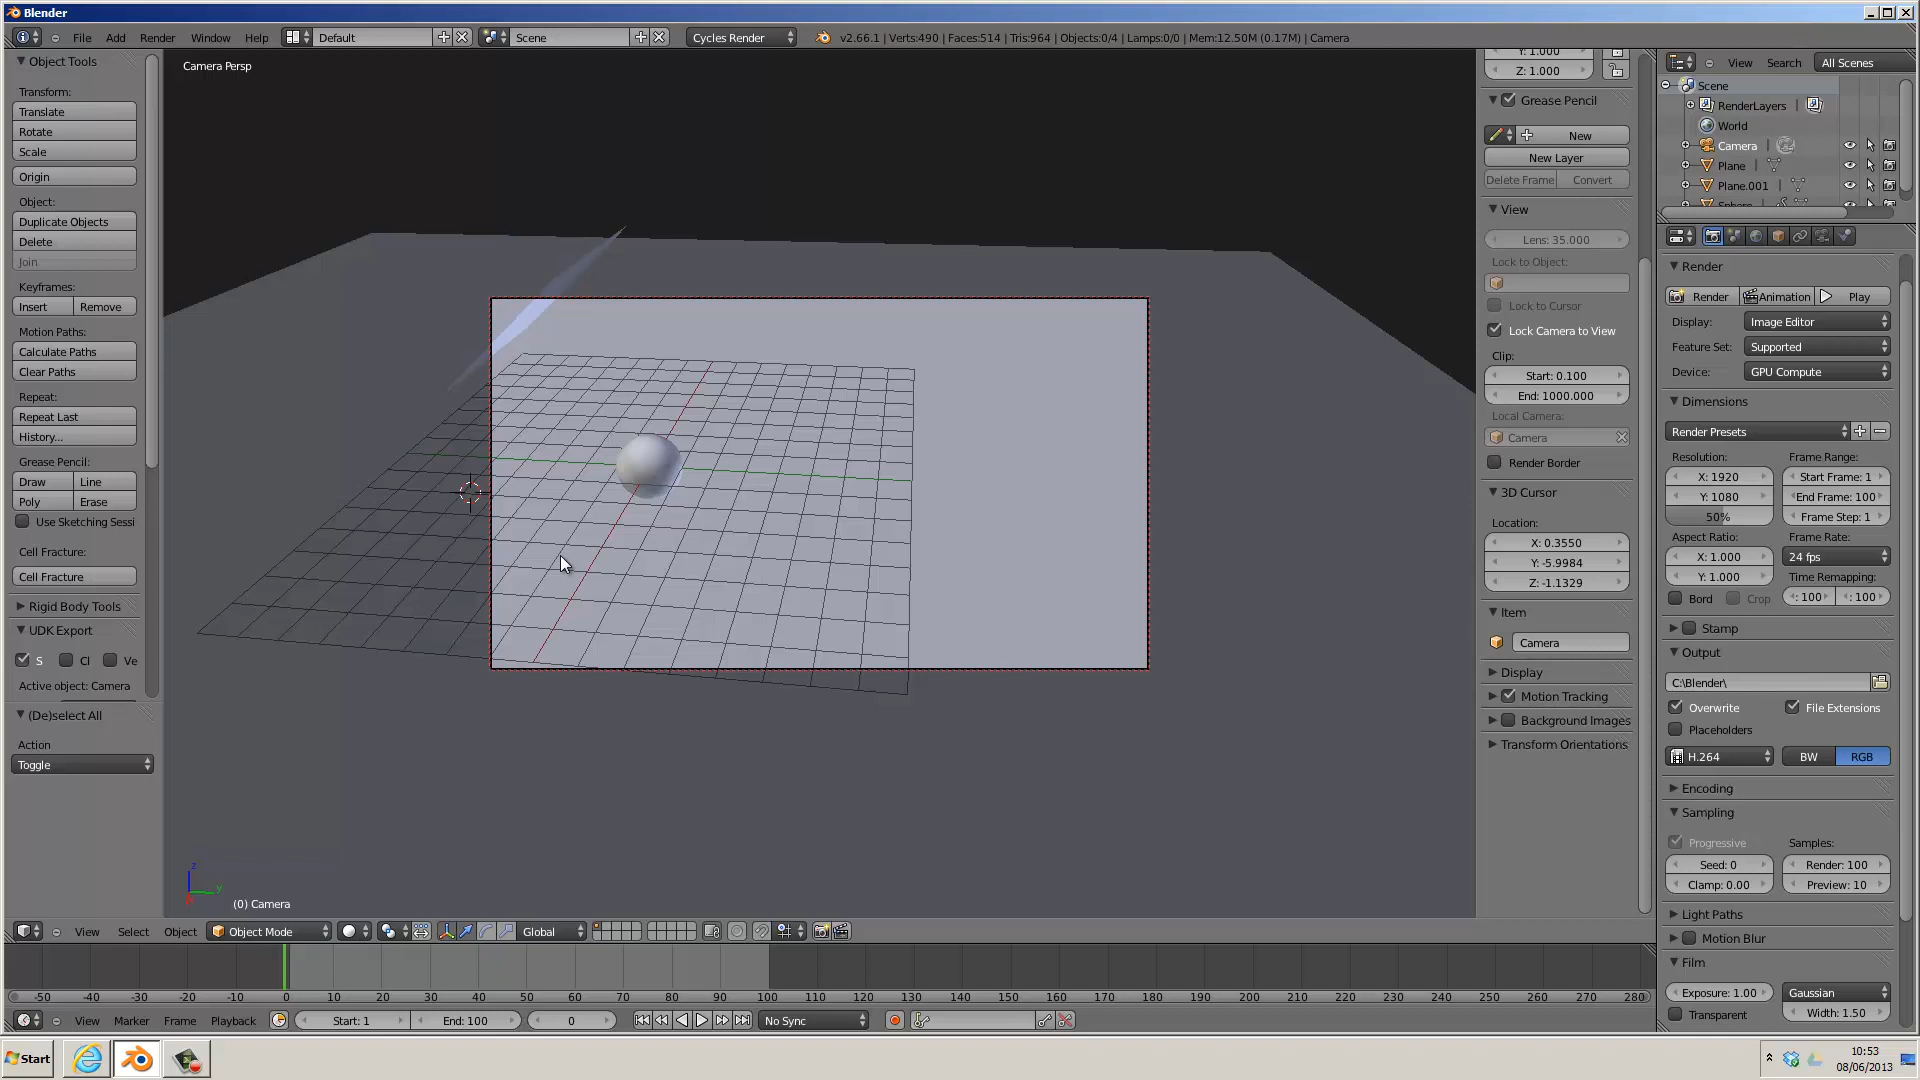 Blender
File Add Render Window Help Default Scene Cycles Render v2.66.1 | Verts:490 | Faces:514 | Tris:964 | Objects:0/4 | Lamps:0/0 | Mem:12.50M (0.17M) | Camera
Object Tools
Transform:
Translate
Rotate
Scale
Origin
Object:
Duplicate Objects
Delete
Join
Keyframes:
Insert Remove
Motion Paths:
Calculate Paths
Clear Paths
Repeat:
Repeat Last
History...
Grease Pencil:
Draw Line
Poly Erase
Use Sketching Sessi
Cell Fracture:
Cell Fracture
Rigid Body Tools
UDK Export
S Cl Ve
Active object: Camera
(De)select All
Action
Toggle
Camera Persp
z
y
(0) Camera
Y: 1.000
Z: 1.000
Grease Pencil
New
New Layer
Delete Frame Convert
View
Lens: 35.000
Lock to Object:
Lock to Cursor
Lock Camera to View
Clip:
Start: 0.100
End: 1000.000
Local Camera:
Camera
Render Border
3D Cursor
Location:
X: 0.3550
Y: -5.9984
Z: -1.1329
Item
Camera
Display
Motion Tracking
Background Images
Transform Orientations
View Search All Scenes
Scene
RenderLayers |
World
Camera |
Plane |
Plane.001 |
Render
Render Animation Play
Display: Image Editor
Feature Set: Supported
Device: GPU Compute
Dimensions
Render Presets
Resolution: Frame Range:
X: 1920 Start Frame: 1
Y: 1080 End Frame: 100
50% Frame Step: 1
Aspect Ratio: Frame Rate:
X: 1.000 24 fps
Y: 1.000 Time Remapping:
Bord Crop : 100 : 100
Stamp
Output
C:\Blender\
Overwrite File Extensions
Placeholders
H.264 BW RGB
Encoding
Sampling
Progressive Samples:
Seed: 0 Render: 100
Clamp: 0.00 Preview: 10
Light Paths
Motion Blur
Film
Exposure: 1.00 Gaussian
Transparent Width: 1.50
View Select Object Object Mode Global
-50 -40 -30 -20 -10 0 10 20 30 40 50 60 70 80 90 100 110 120 130 140 150 160 170 180 190 200 210 220 230 240 250 260 270 280
View Marker Frame Playback Start: 1 End: 100 0 No Sync
Start
10:53
08/06/2013